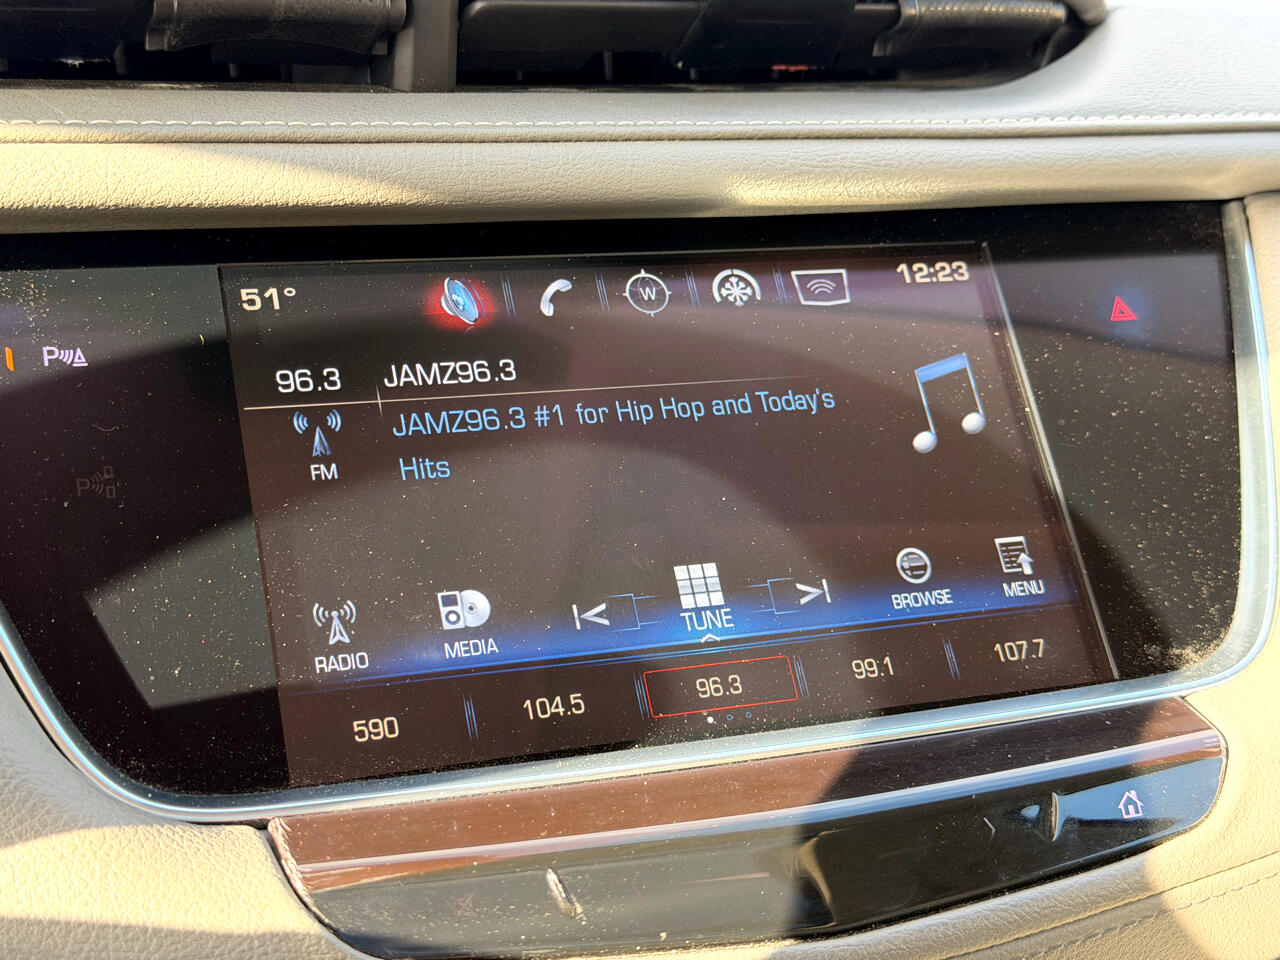 51° W 12:23
96.3 JAMZ96.3
JAMZ96.3 #1 for Hip Hop and Today's
Hits
FM
RADIO MEDIA TUNE BROWSE MENU
590 104.5 96.3 99.1 107.7
P
P